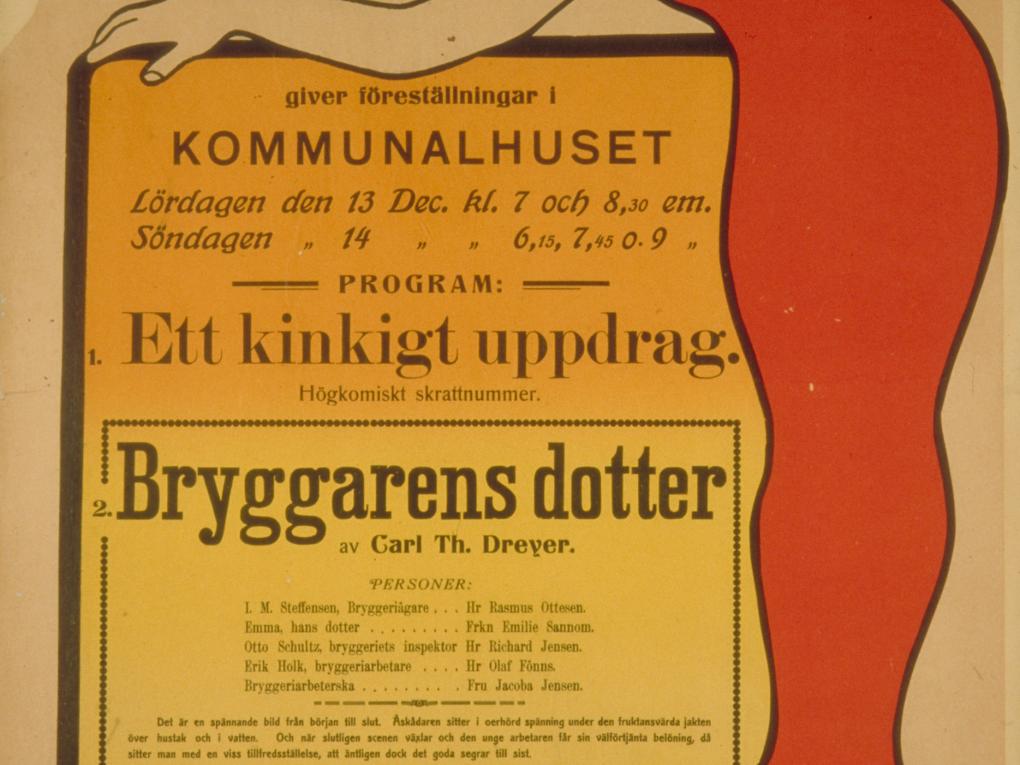 giver föreställningar i
KOMMUNALHUSET
Lördagen den 13 Dec. kl. 7 och 8,30 em.
Söndagen „ 14 „ „ 6,15, 7,45 o. 9 „
PROGRAM:
1. Ett kinkigt uppdrag.
Högkomiskt skrattnummer.
2. Bryggarens dotter
av Carl Th. Dreyer.
PERSONER:
I. M. Steffensen, Bryggeriägare . . . Hr Rasmus Ottesen.
Emma, hans dotter . . . . . . . . . Frkn Emilie Sannom.
Otto Schultz, bryggeriets inspektor Hr Richard Jensen.
Erik Holk, bryggeriarbetare . . . . Hr Olaf Fönns.
Bryggeriarbeterska . . . . . . . . . Fru Jacoba Jensen.
Det är en spännande bild från början till slut. Åskådaren sitter i oerhörd spänning under den fruktansvärda jakten
över hustak och i vatten. Och när slutligen scenen växlar och den unge arbetaren får sin välförtjänta belöning, då
sitter man med en viss tillfredsställelse, att äntligen dock det goda segrar till sist.